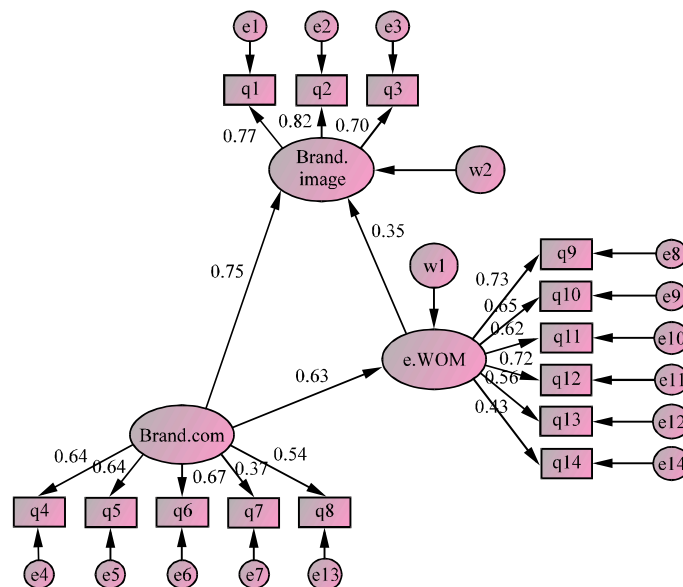 e1
e2
e3
q1
q2
q3
0.77
0.82
0.70
Brand.
image
w2
0.35
0.75
w1
q9
e8
0.73
q10
e9
0.65
0.62
q11
e10
e.WOM
0.72
q12
e11
0.56
0.63
0.43
q13
e12
Brand.com
q14
e14
0.64
0.64
0.67
0.37
0.54
q4
q5
q6
q7
q8
e4
e5
e6
e7
e13